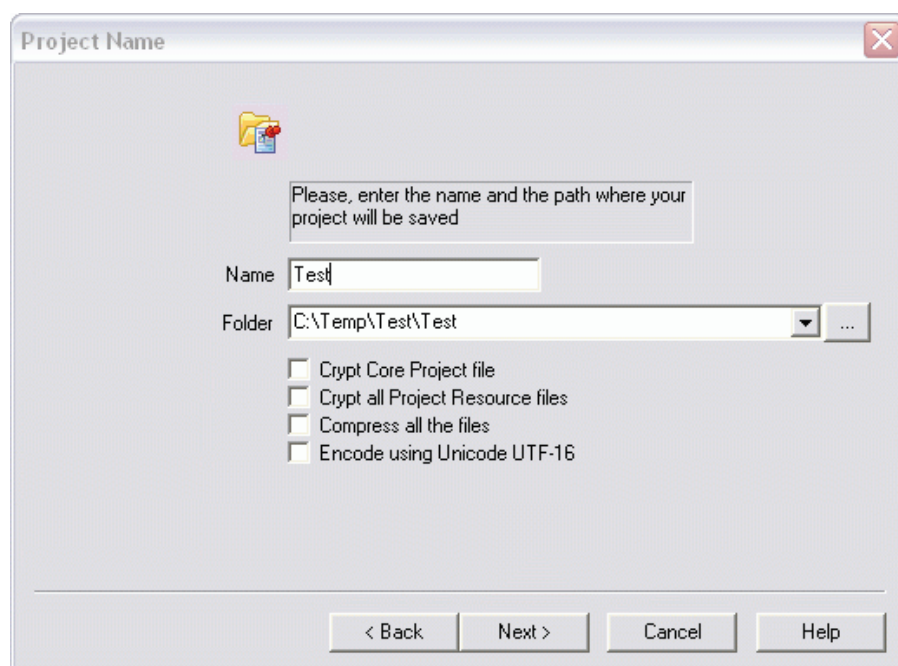 Project Name
Please, enter the name and the path where your
project will be saved
Name Test
Folder C:\Temp\Test\Test ...
Crypt Core Project file
Crypt all Project Resource files
Compress all the files
Encode using Unicode UTF-16
< Back Next > Cancel Help